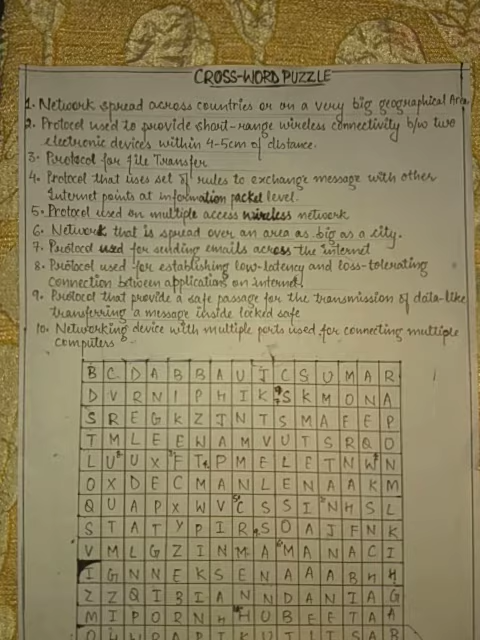 CROSS-WORD PUZZLE
1. Network spread across countries or on a very big geographical Area
2. Protocol used to provide short-range wireless connectivity b/w two
electronic devices within 4-5cm of distance.
3. Protocol for file Transfer
4. Protocol that uses set of rules to exchange message with other
Internet points at information packet level.
5. Protocol used on multiple access wireless network
6. Network that is spread over an area as big as a city.
7. Protocol used for sending emails across the internet
8. Protocol used for establishing low-latency and loss-tolerating
connection between applications on internet.
9. Protocol that provide a safe passage for the transmission of data-like
transferring a message inside locked safe
10. Networking device with multiple ports used for connecting multiple
computers
B C D A B B A U I C S U M A R
D V R N I P H I K S K M O N A
S R E G K Z J N T S M A F E P
T M L E E W A M V U T S R Q O
L U U X F T P M E L E T N W N
O X D E C M A N L E N A A K M
Q U A P X W V C S S I N H S L
S T A T Y P I R S O A J F N K
V M L G Z I N M A M A N A C I
I G N N E K S E N A A A B H H
Z Z Q I B I A N N D A N I A G
M I P O R N H H U B E E T A A